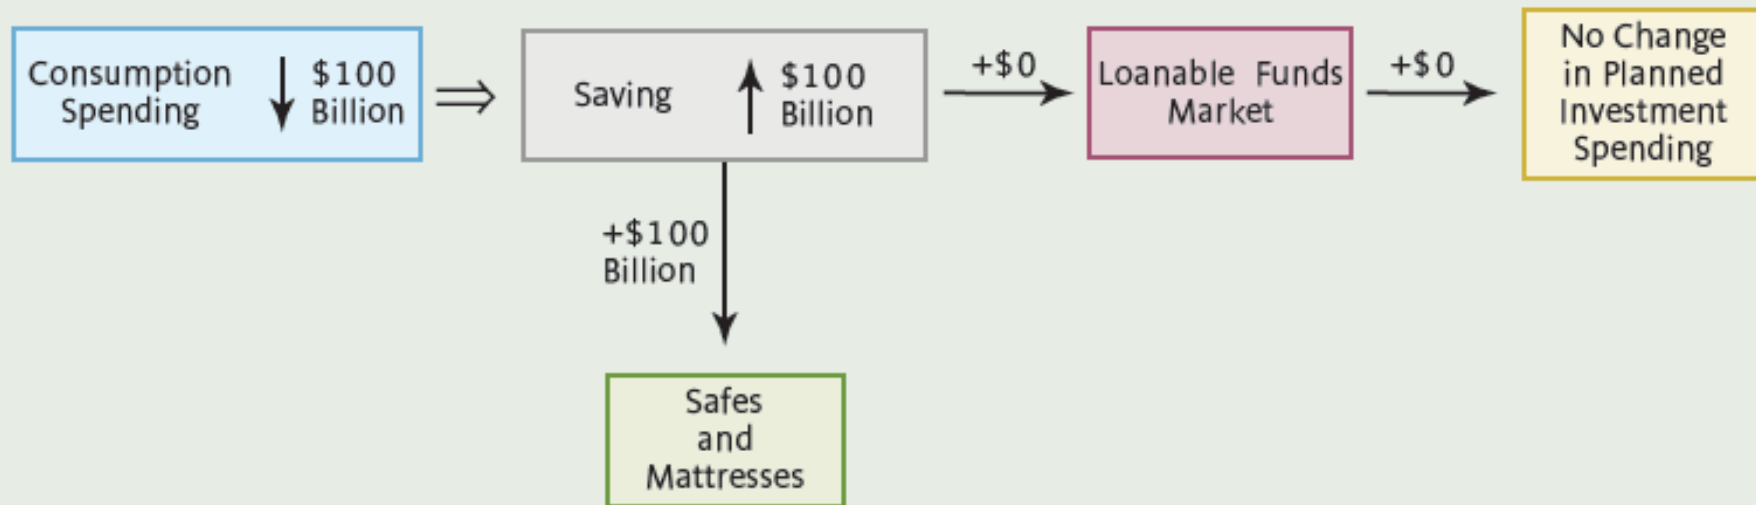 Consumption
Spending
$100
Billion
Saving
$100
Billion
+$0
Loanable Funds
Market
+$0
No Change
in Planned
Investment
Spending
+$100
Billion
Safes
and
Mattresses